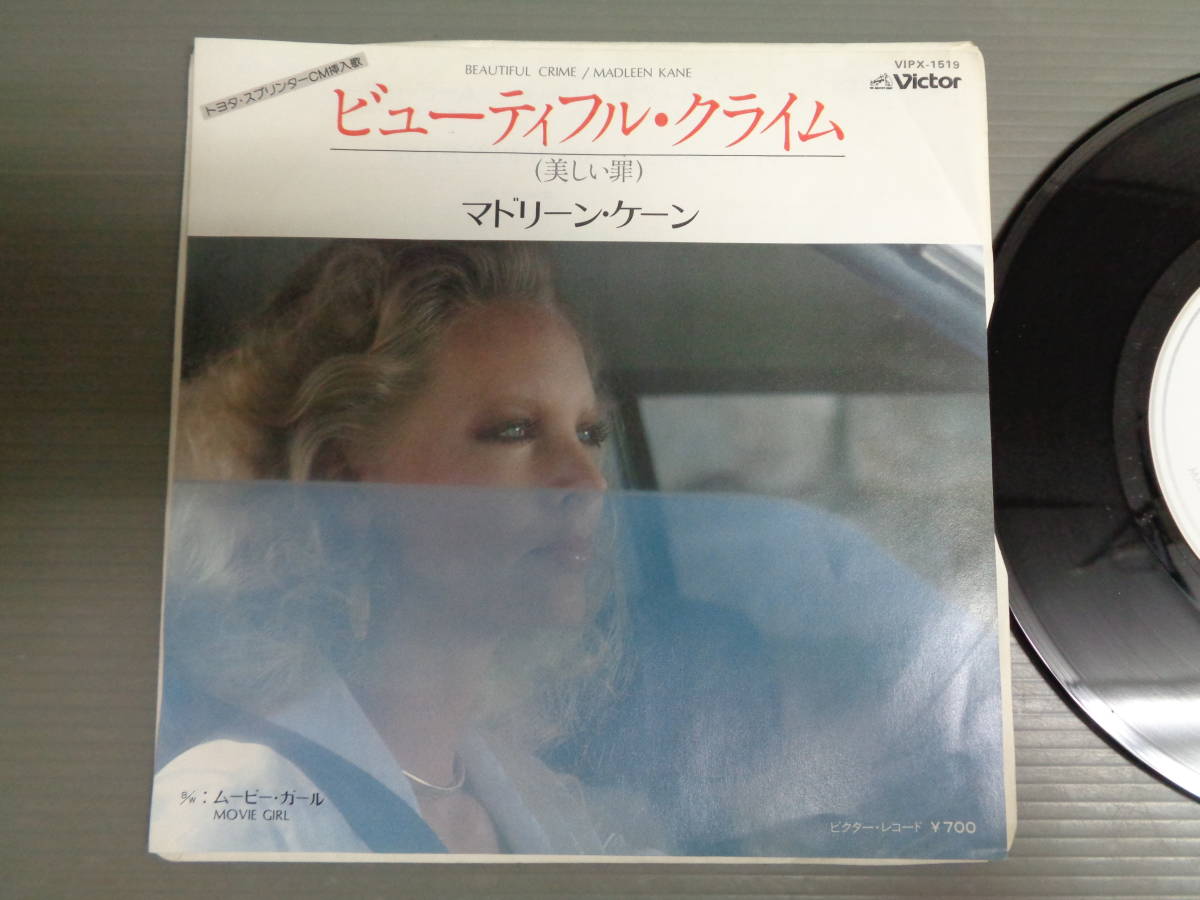 トヨタ・スプリンターCM挿入歌
BEAUTIFUL CRIME / MADLEEN KANE
VIPX-1519
Victor
ビューティフル・クライム
(美しい罪)
マドリーン・ケーン
B/W : ムービー・ガール
MOVIE GIRL
ビクター・レコード ¥700